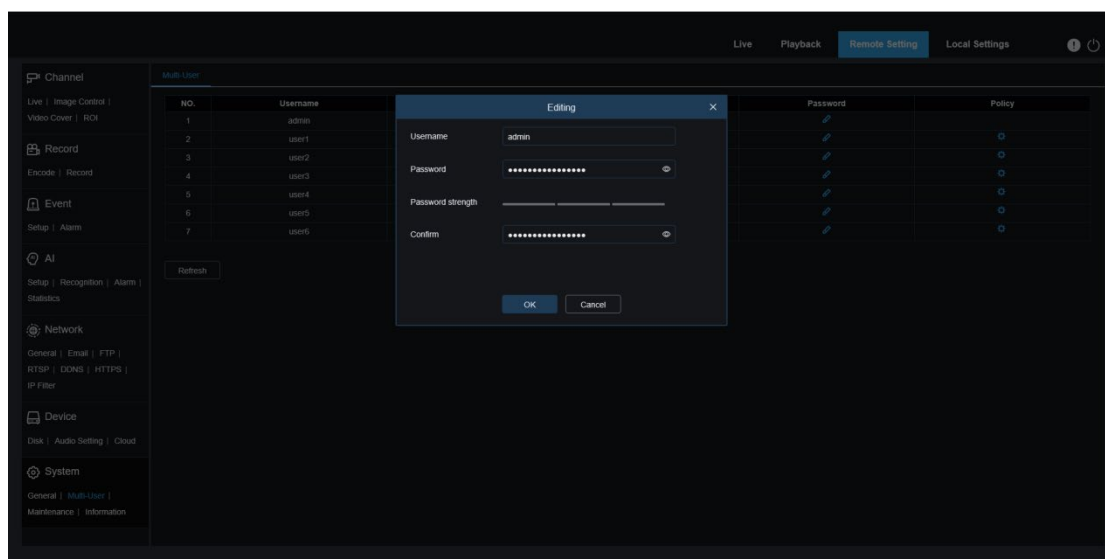 Live Playback Remote Setting Local Settings
Channel
Multi-User
Live | Image Control |
Video Cover | ROI
Record
Encode | Record
Event
Setup | Alarm
AI
Setup | Recognition | Alarm |
Statistics
Network
General | Email | FTP |
RTSP | DDNS | HTTPS |
IP Filter
Device
Disk | Audio Setting | Cloud
System
General | Multi-User |
Maintenance | Information
NO. Username Password Policy
1 admin
2 user1
3 user2
4 user3
5 user4
6 user5
7 user6
Refresh
Editing
Username admin
Password ••••••••••••••••
Password strength
Confirm ••••••••••••••••
OK Cancel